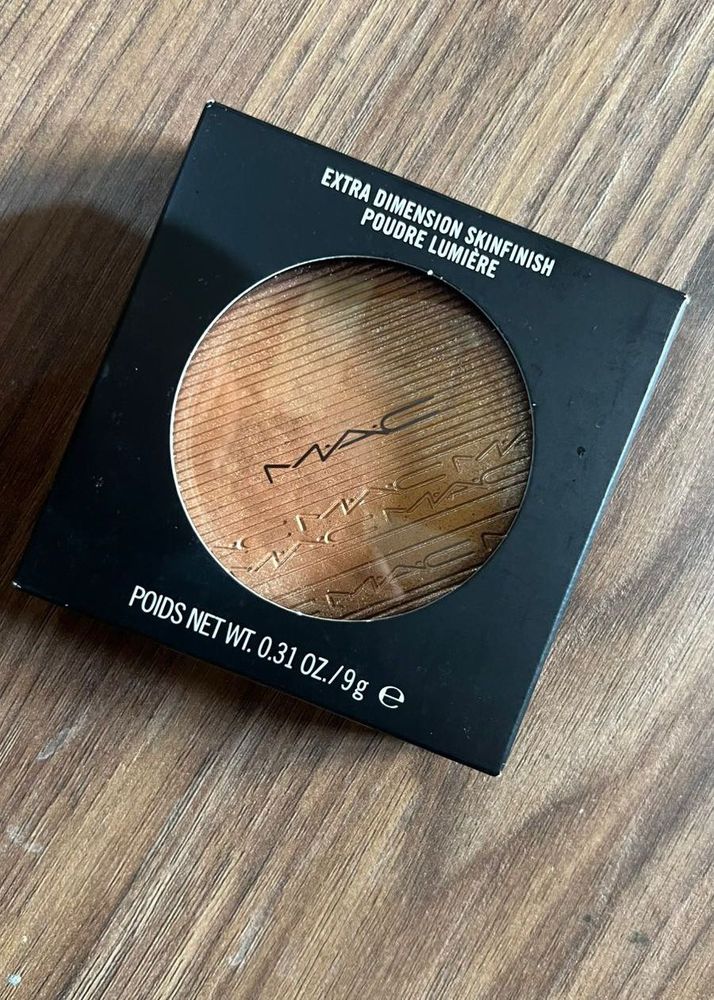 EXTRA DIMENSION SKINFINISH
POUDRE LUMIÈRE
M·A·C
M·A·C M·A
M·A·C M·A·C
M·A·C
POIDS NET WT. 0.31 OZ./9g e